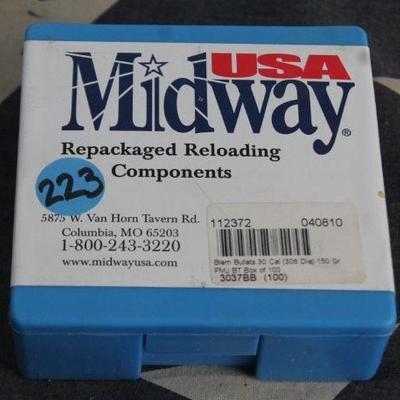 USA
Midway®
Repackaged Reloading
Components
223
5875 W. Van Horn Tavern Rd.
Columbia, MO 65203
1-800-243-3220
www.midwayusa.com
112372 040810
Blem Bullets 30 Cal (308 Dia) 150 Gr
FMJ BT Box of 100
3037BB (100)